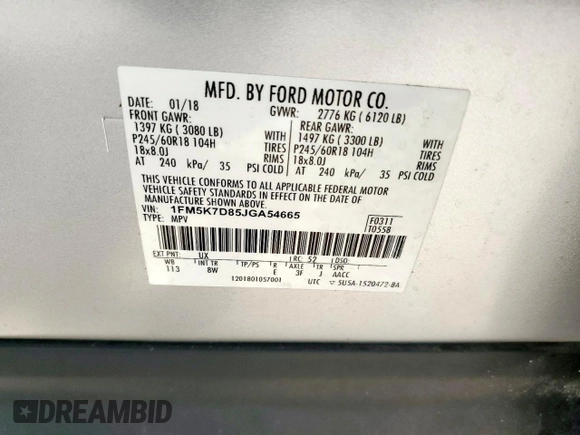 MFD. BY FORD MOTOR CO.
DATE: 01/18 GVWR: 2776 KG ( 6120 LB)
FRONT GAWR: REAR GAWR:
1397 KG ( 3080 LB) WITH 1497 KG ( 3300 LB) WITH
P245/60R18 104H TIRES P245/60R18 104H TIRES
18x8.0J RIMS 18x8.0J RIMS
AT 240 kPa/ 35 PSI COLD AT 240 kPa/ 35 PSI COLD
THIS VEHICLE CONFORMS TO ALL APPLICABLE FEDERAL MOTOR
VEHICLE SAFETY STANDARDS IN EFFECT ON THE DATE OF
MANUFACTURE SHOWN ABOVE.
VIN: 1FM5K7D85JGA54665 F0311
TYPE: MPV T0558
EXT PNT: UX RC: 52 DSO:
WB INT TR TP/PS R AXLE TR SPR
113 8W E 3F J AACC
1201801057001 UTC 5U5A-1520472-BA
DREAMBID